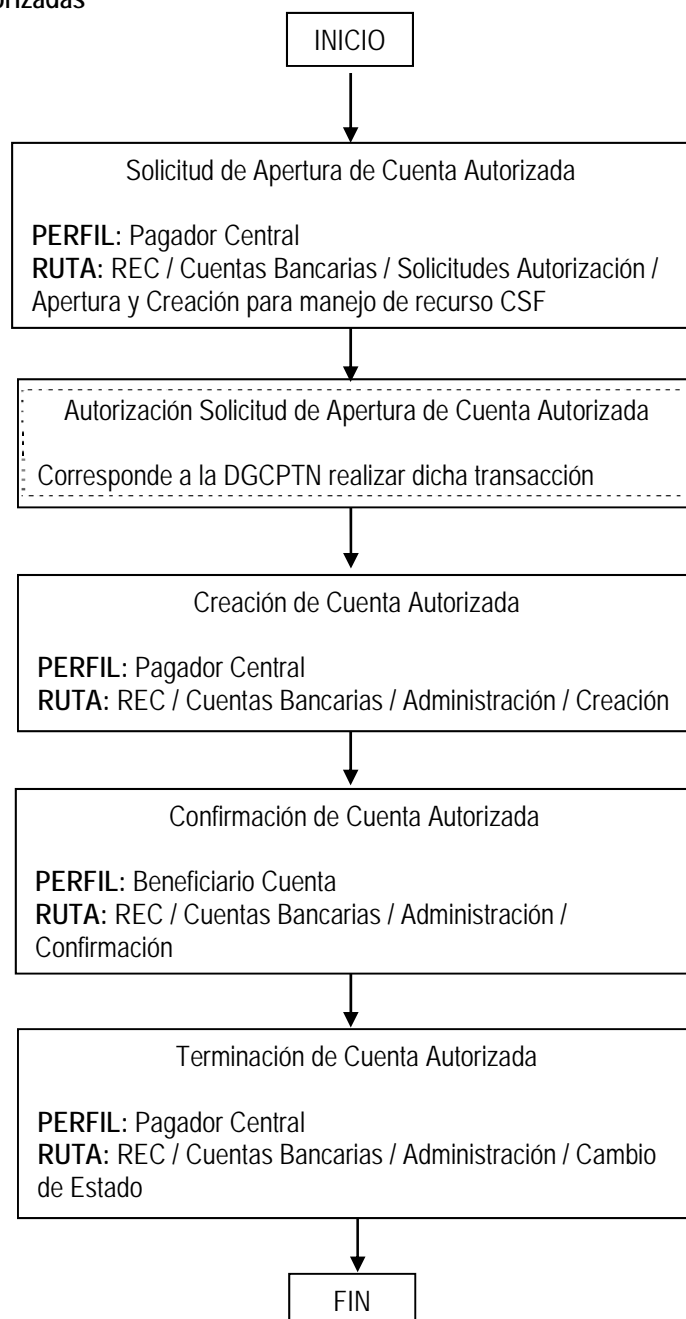 INICIO
Solicitud de Apertura de Cuenta Autorizada
PERFIL: Pagador Central
RUTA: REC / Cuentas Bancarias / Solicitudes Autorización /
Apertura y Creación para manejo de recurso CSF
Autorización Solicitud de Apertura de Cuenta Autorizada
Corresponde a la DGCPTN realizar dicha transacción
Creación de Cuenta Autorizada
PERFIL: Pagador Central
RUTA: REC / Cuentas Bancarias / Administración / Creación
Confirmación de Cuenta Autorizada
PERFIL: Beneficiario Cuenta
RUTA: REC / Cuentas Bancarias / Administración /
Confirmación
Terminación de Cuenta Autorizada
PERFIL: Pagador Central
RUTA: REC / Cuentas Bancarias / Administración / Cambio
de Estado
FIN